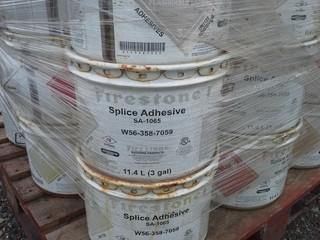 ADHESIVES
Firestone
Splice Adhesive
SA-1065
W56-358-7059
11.4 L (3 gal)
Firestone
Splice Adhesive
SA-1065
W56-358-7059